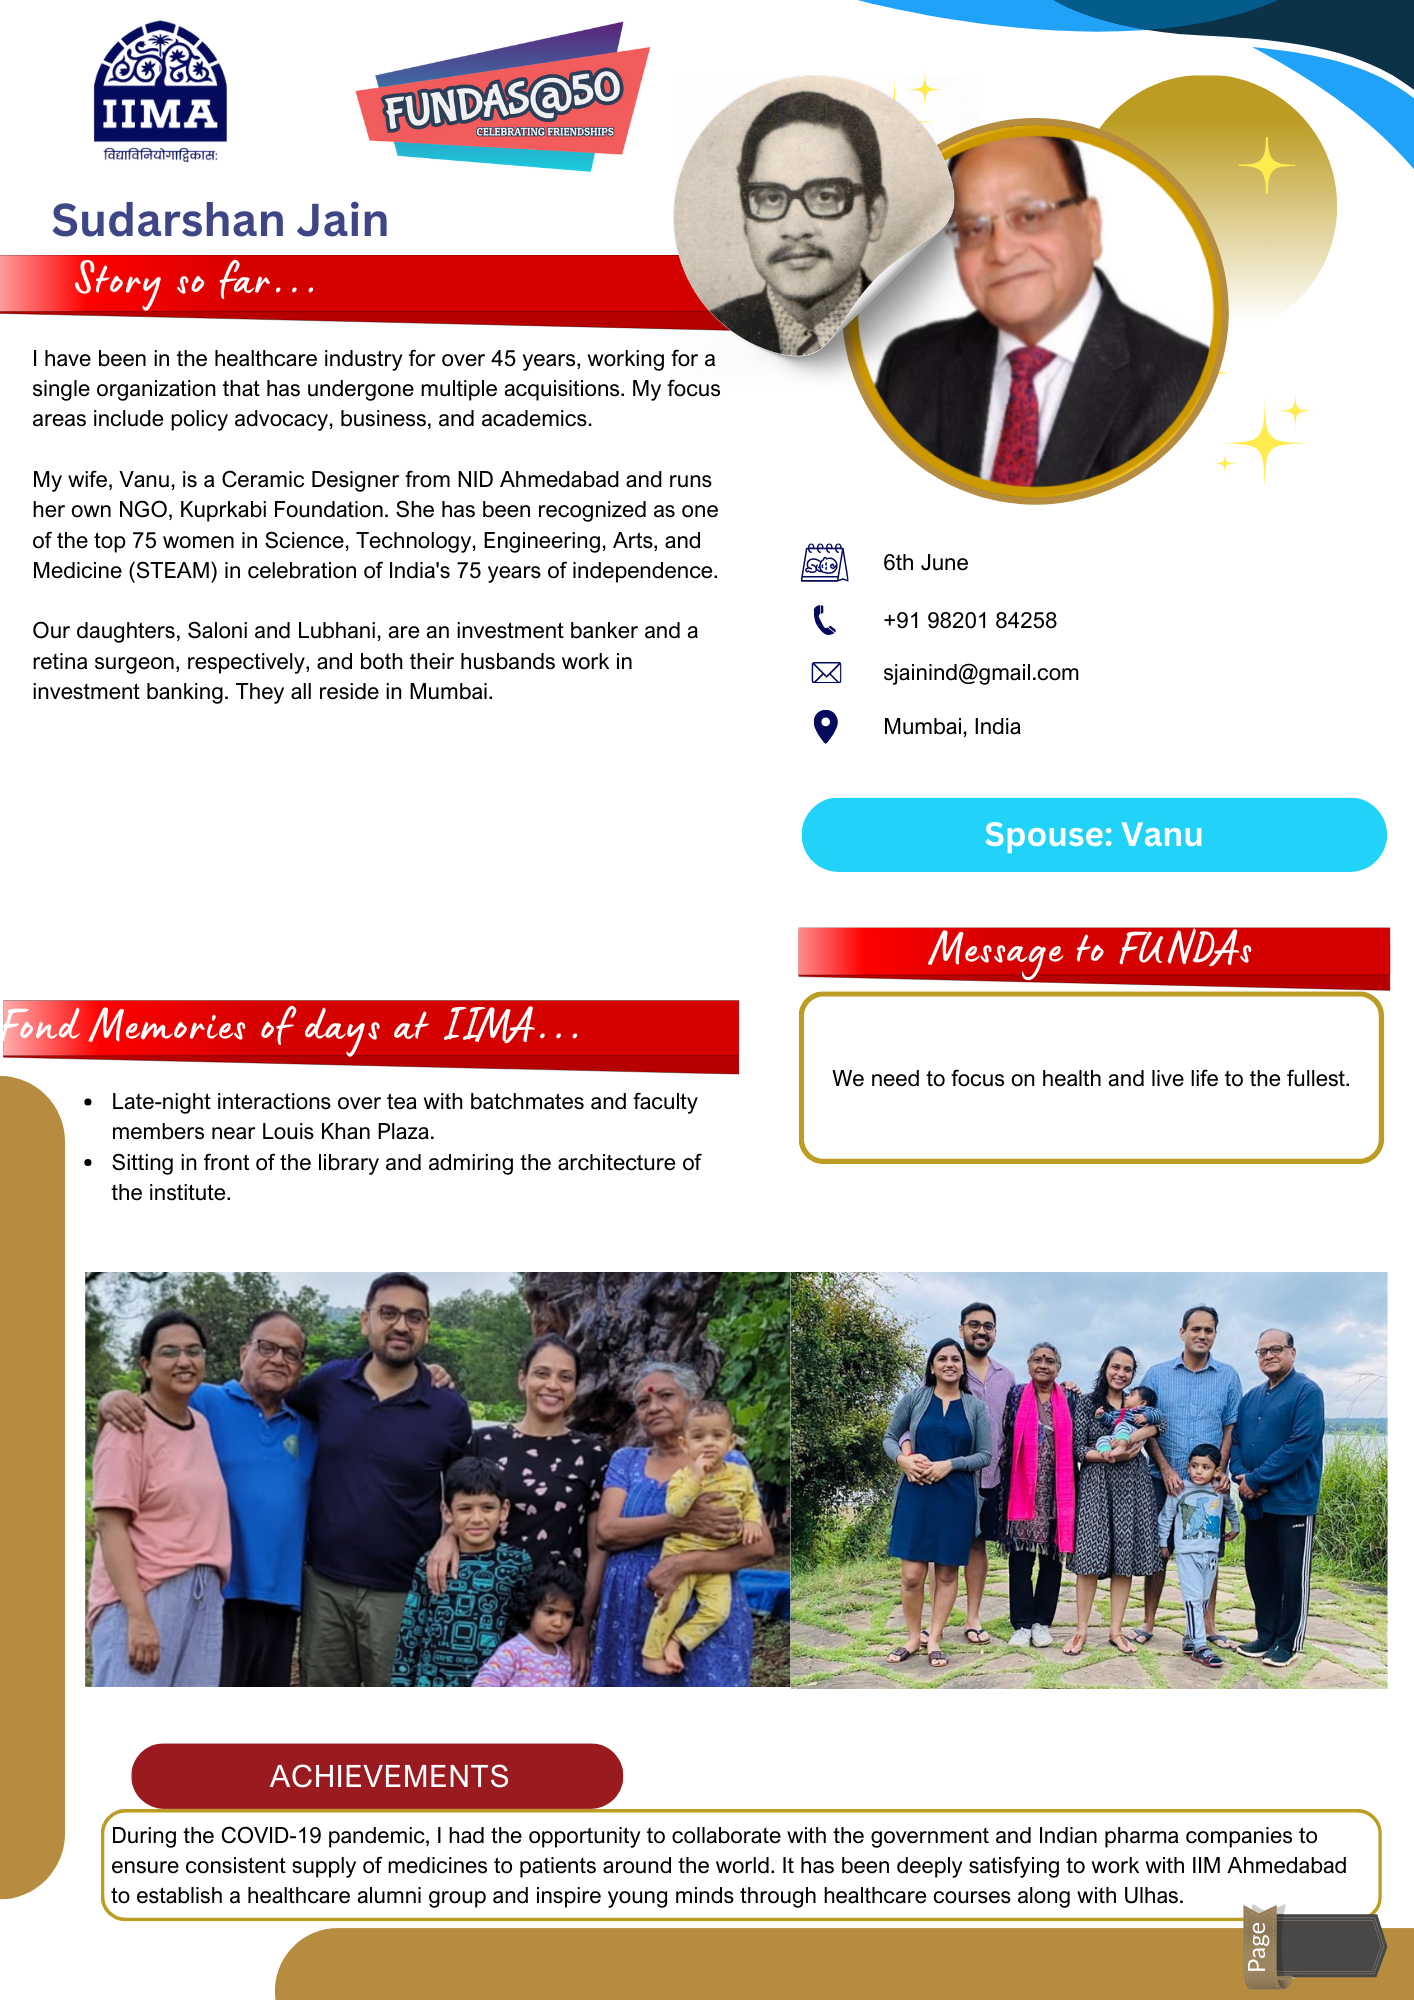 IIMA
विद्याविनियोगाद्विकास:
FUNDAS@50
CELEBRATING FRIENDSHIPS
Sudarshan Jain
Story so far...
I have been in the healthcare industry for over 45 years, working for a
single organization that has undergone multiple acquisitions. My focus
areas include policy advocacy, business, and academics.
My wife, Vanu, is a Ceramic Designer from NID Ahmedabad and runs
her own NGO, Kuprkabi Foundation. She has been recognized as one
of the top 75 women in Science, Technology, Engineering, Arts, and
Medicine (STEAM) in celebration of India's 75 years of independence.
Our daughters, Saloni and Lubhani, are an investment banker and a
retina surgeon, respectively, and both their husbands work in
investment banking. They all reside in Mumbai.
6th June
+91 98201 84258
sjainind@gmail.com
Mumbai, India
Spouse: Vanu
Message to FUNDAs
We need to focus on health and live life to the fullest.
Fond Memories of days at IIMA...
• Late-night interactions over tea with batchmates and faculty
members near Louis Khan Plaza.
• Sitting in front of the library and admiring the architecture of
the institute.
ACHIEVEMENTS
During the COVID-19 pandemic, I had the opportunity to collaborate with the government and Indian pharma companies to
ensure consistent supply of medicines to patients around the world. It has been deeply satisfying to work with IIM Ahmedabad
to establish a healthcare alumni group and inspire young minds through healthcare courses along with Ulhas.
Page